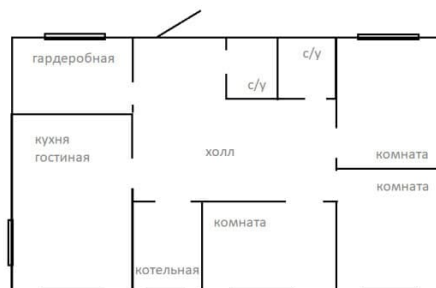 гардеробная
с/у
с/у
кухня
гостиная
холл
комната
комната
комната
котельная